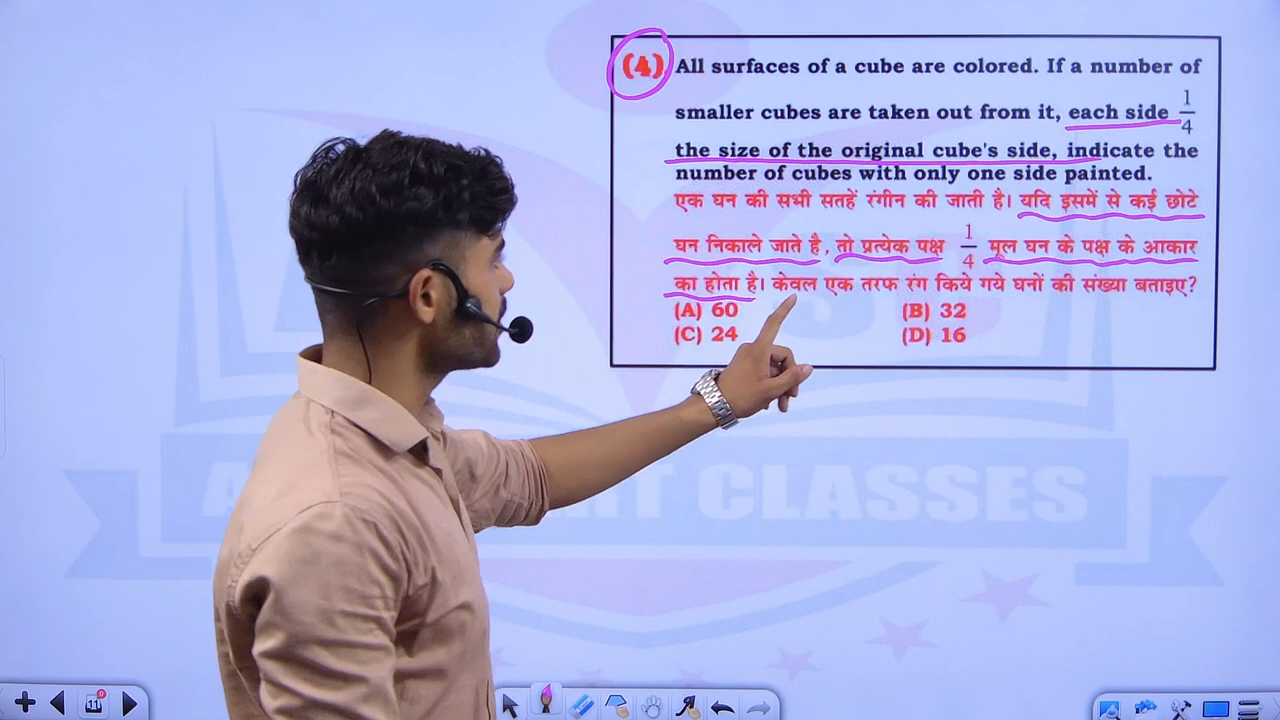 (4) All surfaces of a cube are colored. If a number of
smaller cubes are taken out from it, each side 1/4
the size of the original cube's side, indicate the
number of cubes with only one side painted.
एक घन की सभी सतहें रंगीन की जाती है। यदि इसमें से कई छोटे
घन निकाले जाते है, तो प्रत्येक पक्ष 1/4 मूल घन के पक्ष के आकार
का होता है। केवल एक तरफ रंग किये गये घनों की संख्या बताइए?
(A) 60 (B) 32
(C) 24 (D) 16
CLASSES
11